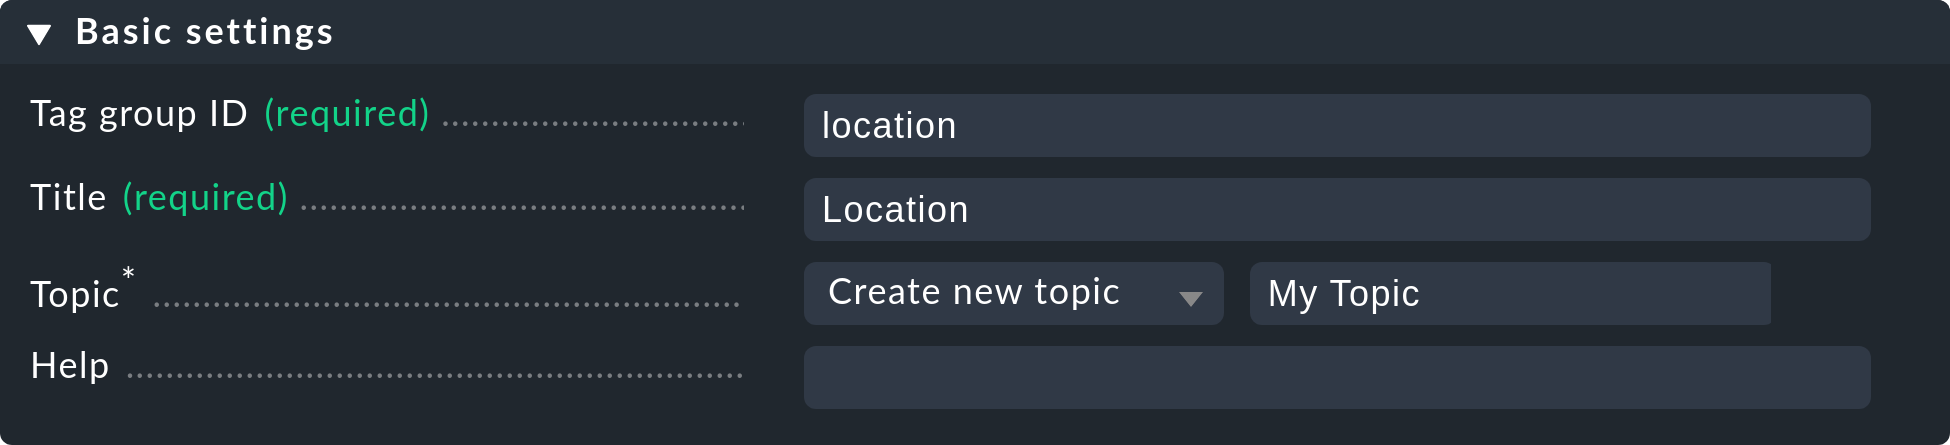 Basic settings
Tag group ID (required) location
Title (required) Location
Topic* Create new topic My Topic
Help